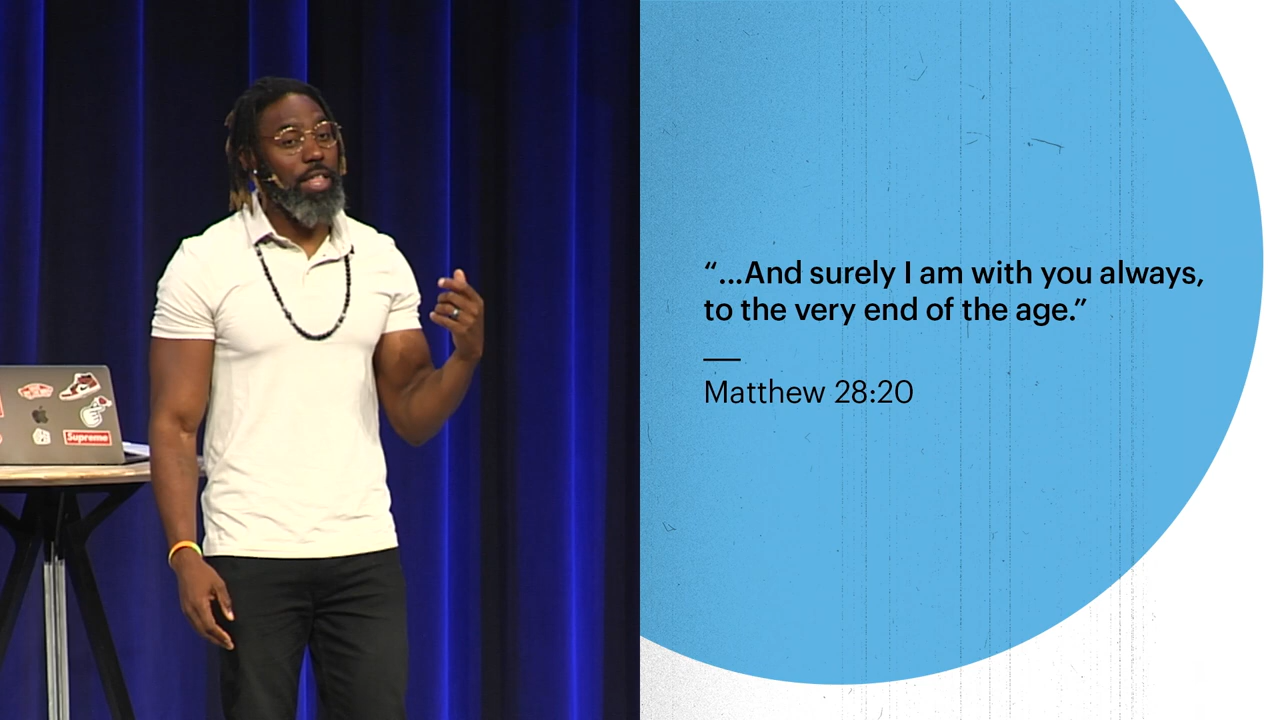 Supreme
“...And surely I am with you always,
to the very end of the age.”
Matthew 28:20